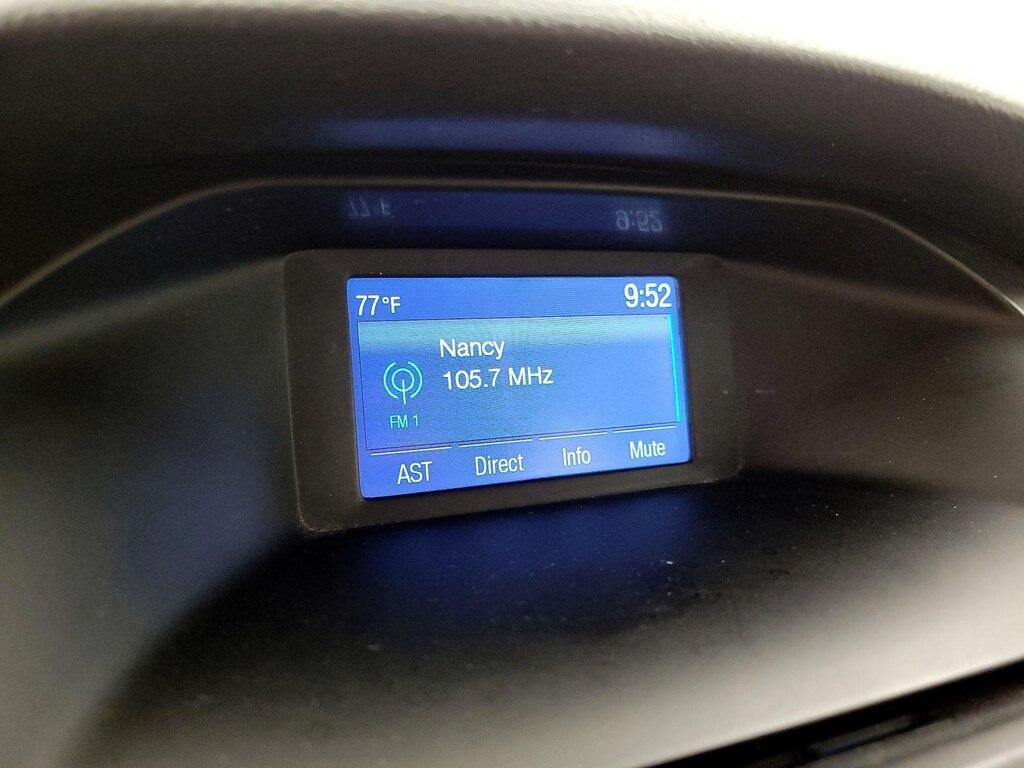 77°F 9:52
Nancy
105.7 MHz
FM 1
AST Direct Info Mute